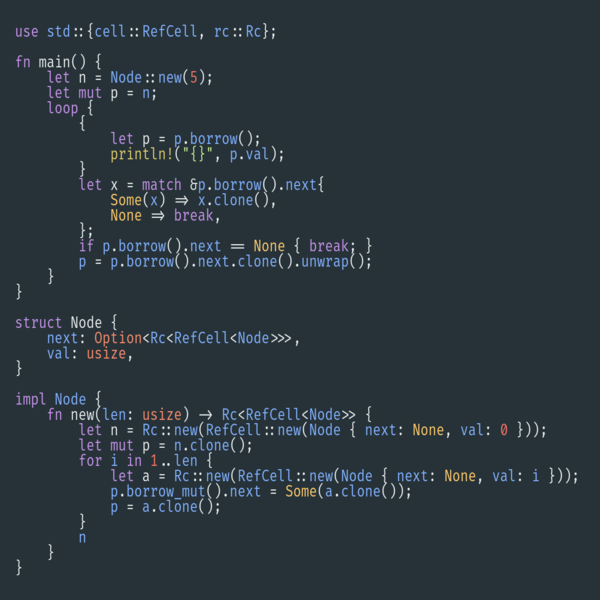 use std::{cell::RefCell, rc::Rc};

fn main() {
    let n = Node::new(5);
    let mut p = n;
    loop {
        {
            let p = p.borrow();
            println!("{}", p.val);
        }
        let x = match &p.borrow().next{
            Some(x) => x.clone(),
            None => break,
        };
        if p.borrow().next == None { break; }
        p = p.borrow().next.clone().unwrap();
    }
}

struct Node {
    next: Option<Rc<RefCell<Node>>>,
    val: usize,
}

impl Node {
    fn new(len: usize) -> Rc<RefCell<Node>> {
        let n = Rc::new(RefCell::new(Node { next: None, val: 0 }));
        let mut p = n.clone();
        for i in 1..len {
            let a = Rc::new(RefCell::new(Node { next: None, val: i }));
            p.borrow_mut().next = Some(a.clone());
            p = a.clone();
        }
        n
    }
}